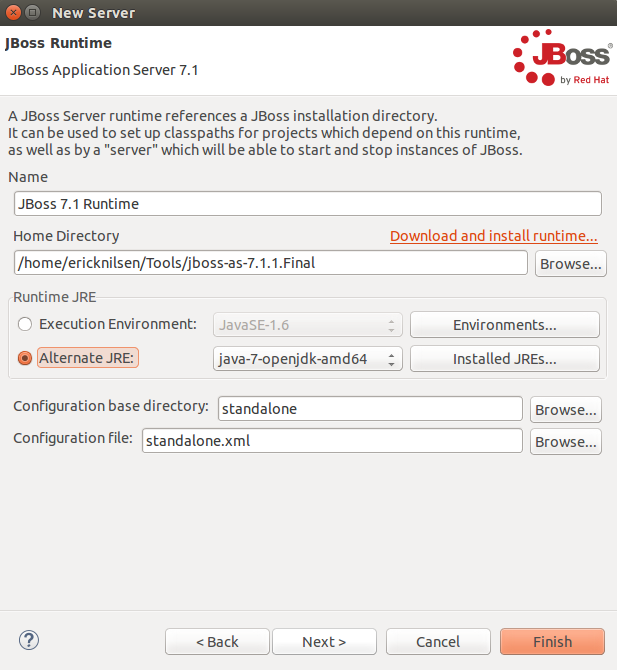 New Server
JBoss Runtime
JBoss Application Server 7.1
JBoss®
by Red Hat
A JBoss Server runtime references a JBoss installation directory.
It can be used to set up classpaths for projects which depend on this runtime,
as well as by a "server" which will be able to start and stop instances of JBoss.
Name
JBoss 7.1 Runtime
Home Directory Download and install runtime...
/home/ericknilsen/Tools/jboss-as-7.1.1.Final Browse...
Runtime JRE
Execution Environment: JavaSE-1.6 Environments...
Alternate JRE: java-7-openjdk-amd64 Installed JREs...
Configuration base directory: standalone Browse...
Configuration file: standalone.xml Browse...
? < Back Next > Cancel Finish